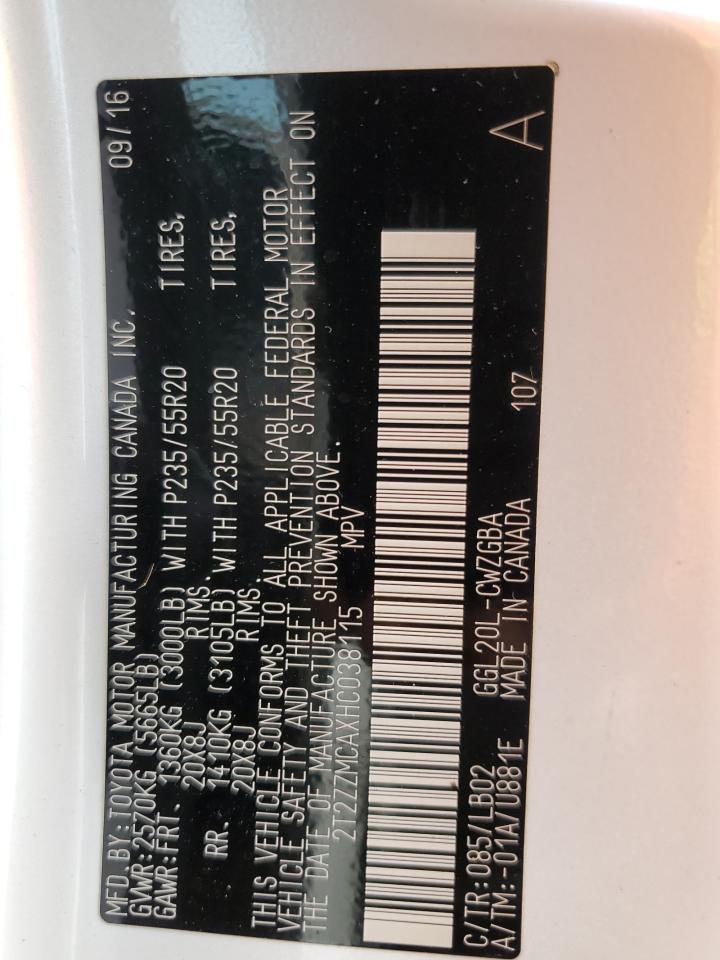 MFD. BY: TOYOTA MOTOR MANUFACTURING CANADA INC. 09/16
GVWR: 2570KG (5665LB)
GAWR: FRT. 1360KG (3000LB) WITH P235/55R20 TIRES,
20X8J RIMS.
RR. 1410KG (3105LB) WITH P235/55R20 TIRES,
20X8J RIMS.
THIS VEHICLE CONFORMS TO ALL APPLICABLE FEDERAL MOTOR
VEHICLE SAFETY AND THEFT PREVENTION STANDARDS IN EFFECT ON
THE DATE OF MANUFACTURE SHOWN ABOVE.
2T2ZZMCAXHC038115 MPV
C/TR: 085/LB02 GGL20L-CWZGBA
A/TM: -01A/U881E MADE IN CANADA 107 A